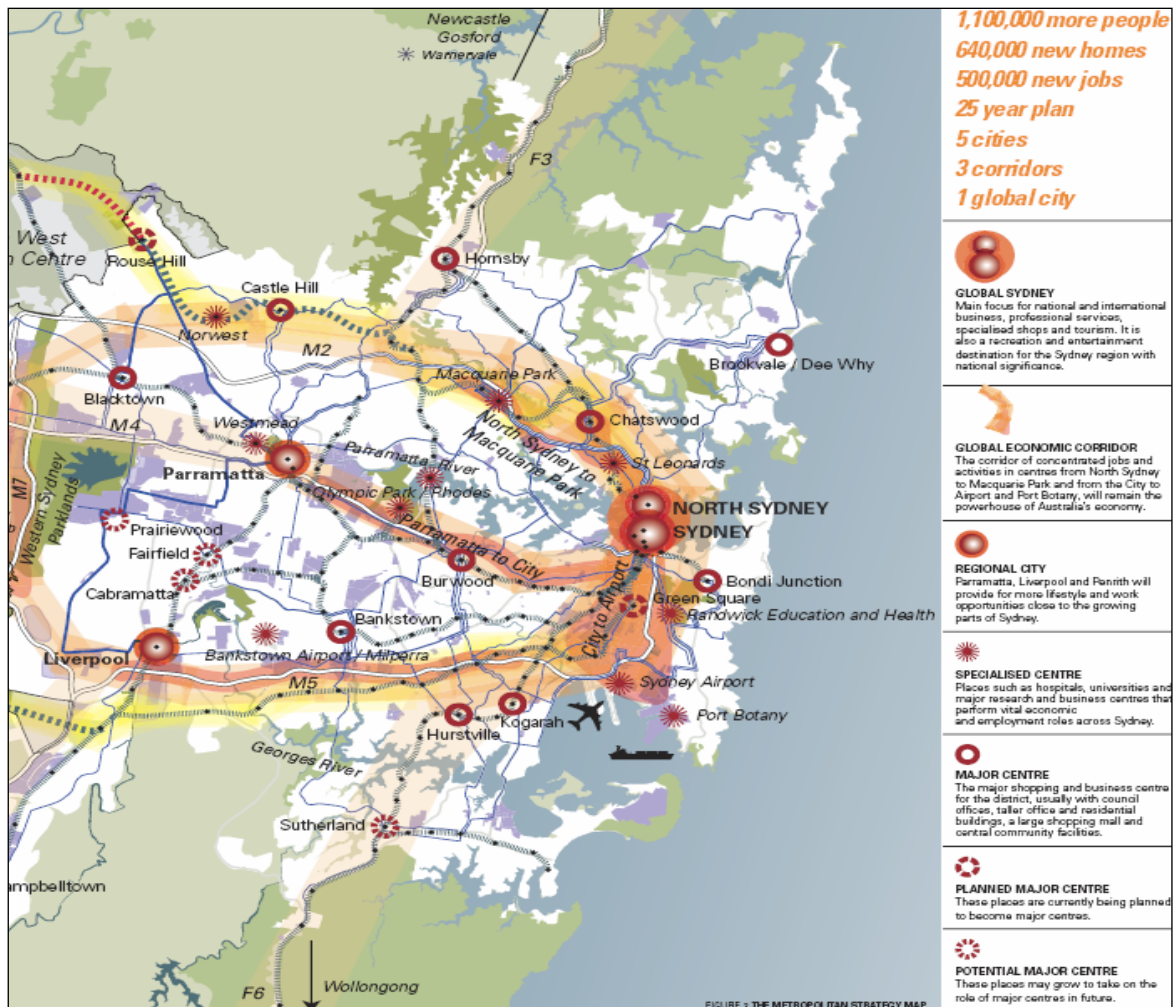 Newcastle
Gosford
Warnervale
F3
West
n Centre
Rouse Hill
Hornsby
Castle Hill
Norwest
M2
Brookvale / Dee Why
Macquarie Park
Blacktown
Chatswood
North Sydney to
Macquarie Park
M4
Westmead
St Leonards
Parramatta
Parramatta River
Olympic Park / Rhodes
M7
Western Sydney
Parklands
NORTH SYDNEY
SYDNEY
Prairiewood
Parramatta to City
Fairfield
Burwood
Cabramatta
City to Airport
Bondi Junction
Green Square
Randwick Education and Health
Bankstown
Liverpool
Bankstown Airport / Milperra
M5
Sydney Airport
Kogarah
Port Botany
Hurstville
Georges River
Sutherland
ampbelltown
F6
Wollongong
FIGURE 3 THE METROPOLITAN STRATEGY MAP
1,100,000 more people
640,000 new homes
500,000 new jobs
25 year plan
5 cities
3 corridors
1 global city
GLOBAL SYDNEY
Main focus for national and international
business, professional services,
specialised shops and tourism. It is
also a recreation and entertainment
destination for the Sydney region with
national significance.
GLOBAL ECONOMIC CORRIDOR
The corridor of concentrated jobs and
activities in centres from North Sydney
to Macquarie Park and from the City to
Airport and Port Botany, will remain the
powerhouse of Australia's economy.
REGIONAL CITY
Parramatta, Liverpool and Penrith will
provide for more lifestyle and work
opportunities close to the growing
parts of Sydney.
SPECIALISED CENTRE
Places such as hospitals, universities and
major research and business centres that
perform vital economic
and employment roles across Sydney.
MAJOR CENTRE
The major shopping and business centre
for the district, usually with council
offices, taller office and residential
buildings, a large shopping mall and
central community facilities.
PLANNED MAJOR CENTRE
These places are currently being planned
to become major centres.
POTENTIAL MAJOR CENTRE
These places may grow to take on the
role of major centres in future.